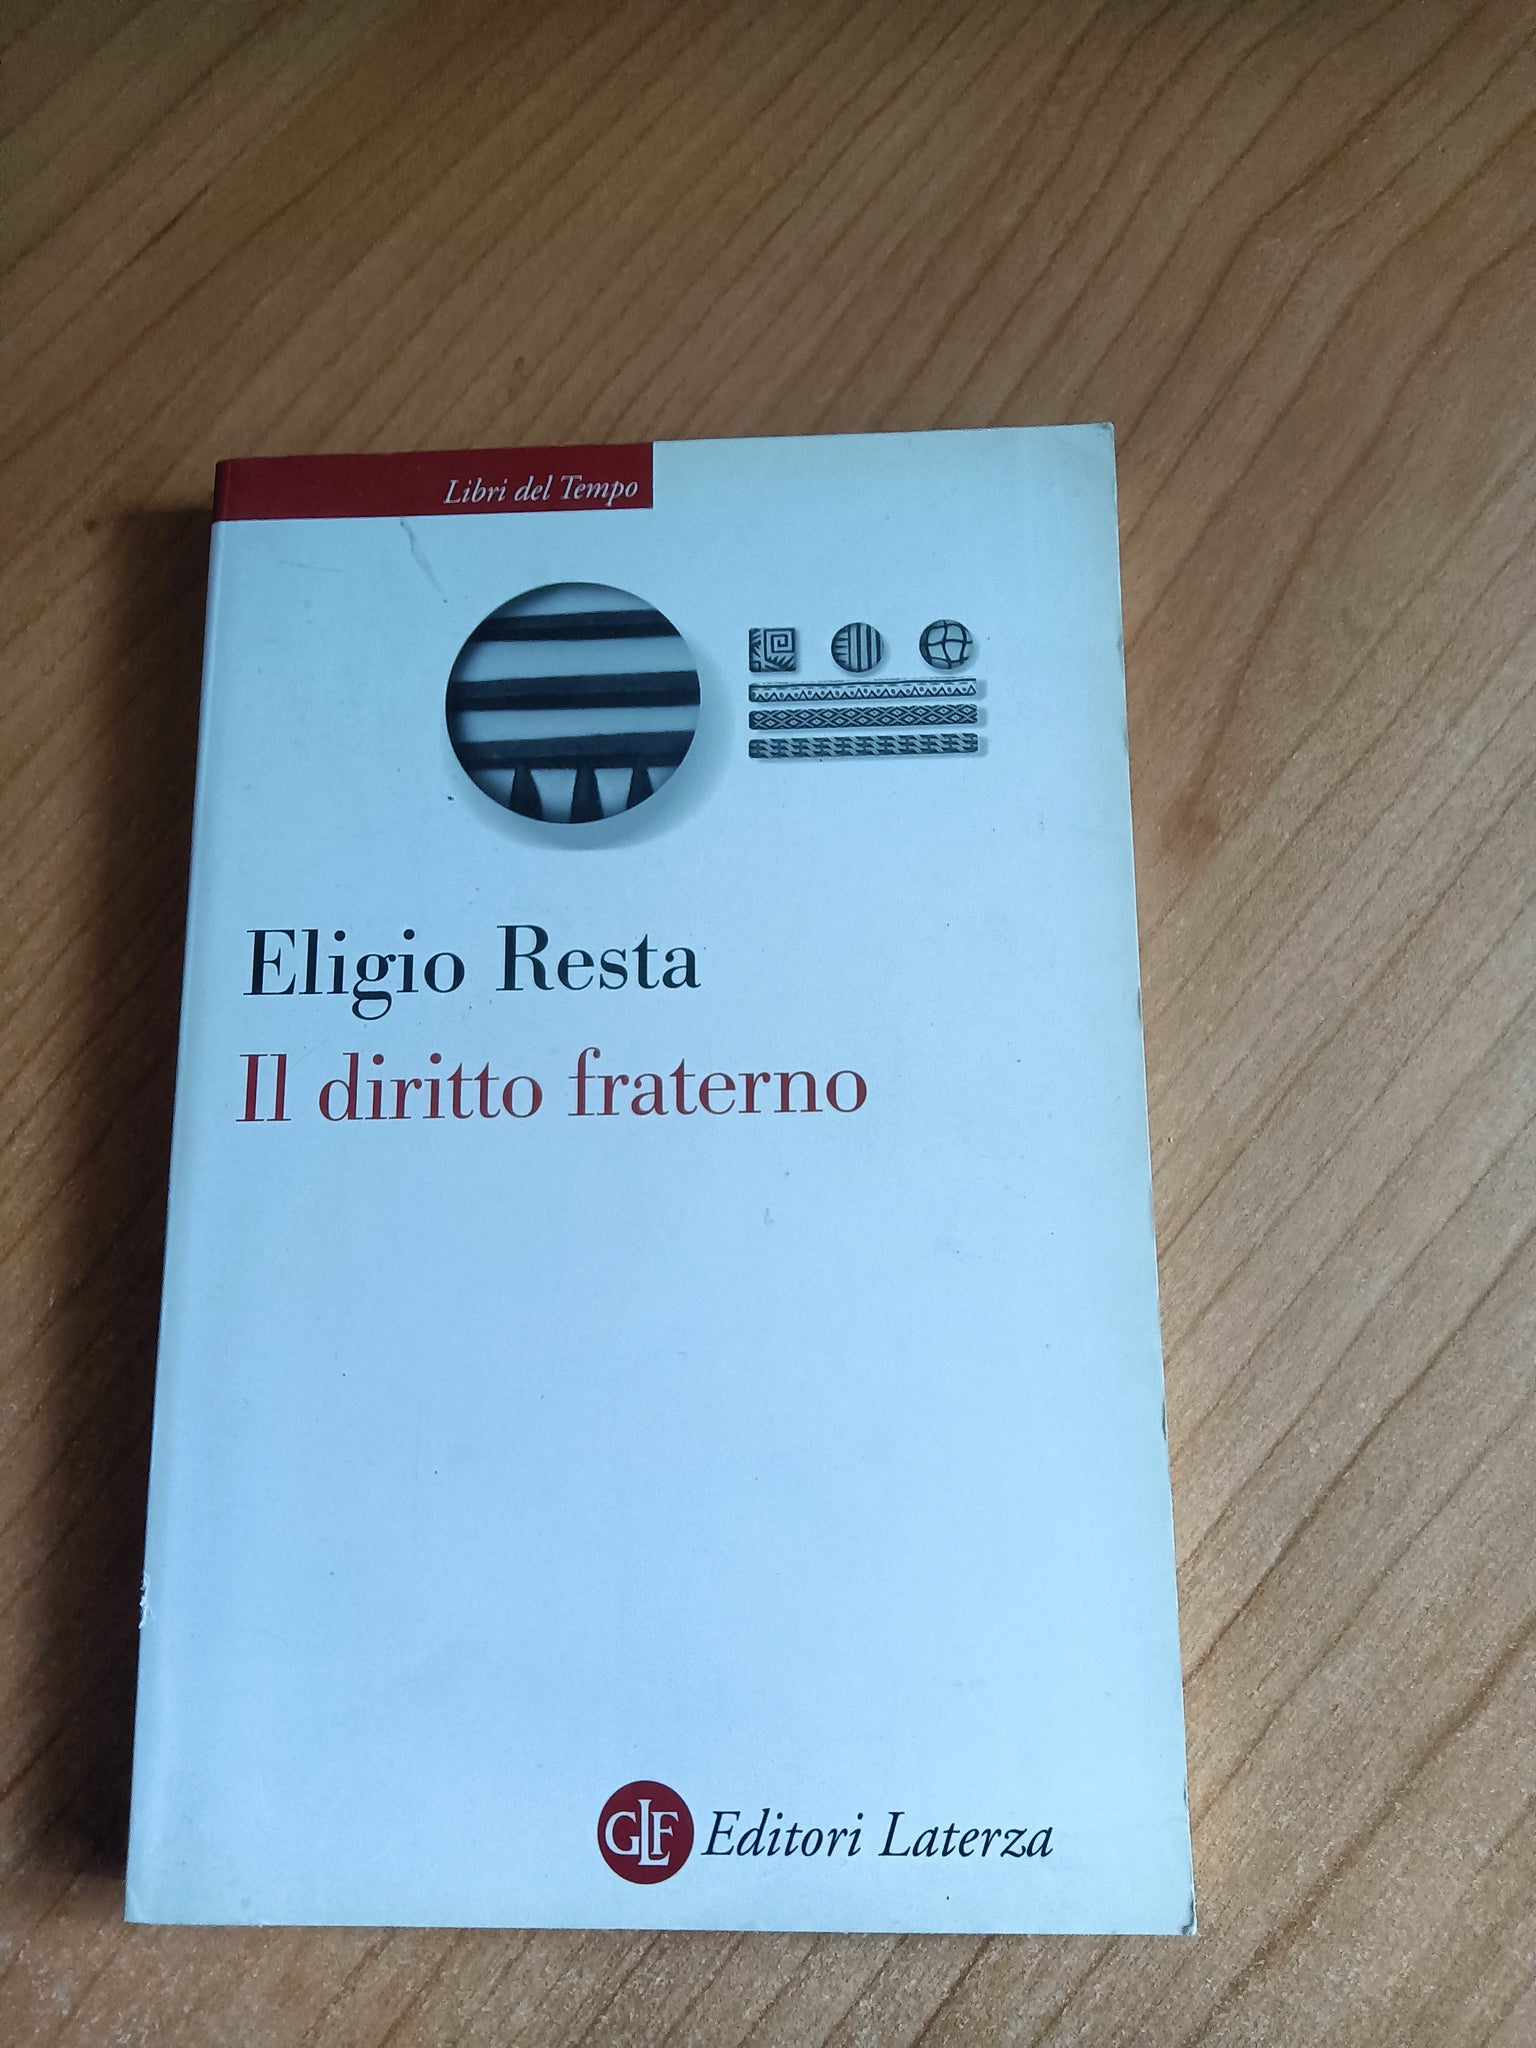 Libri del Tempo
Eligio Resta
Il diritto fraterno
GLF Editori Laterza